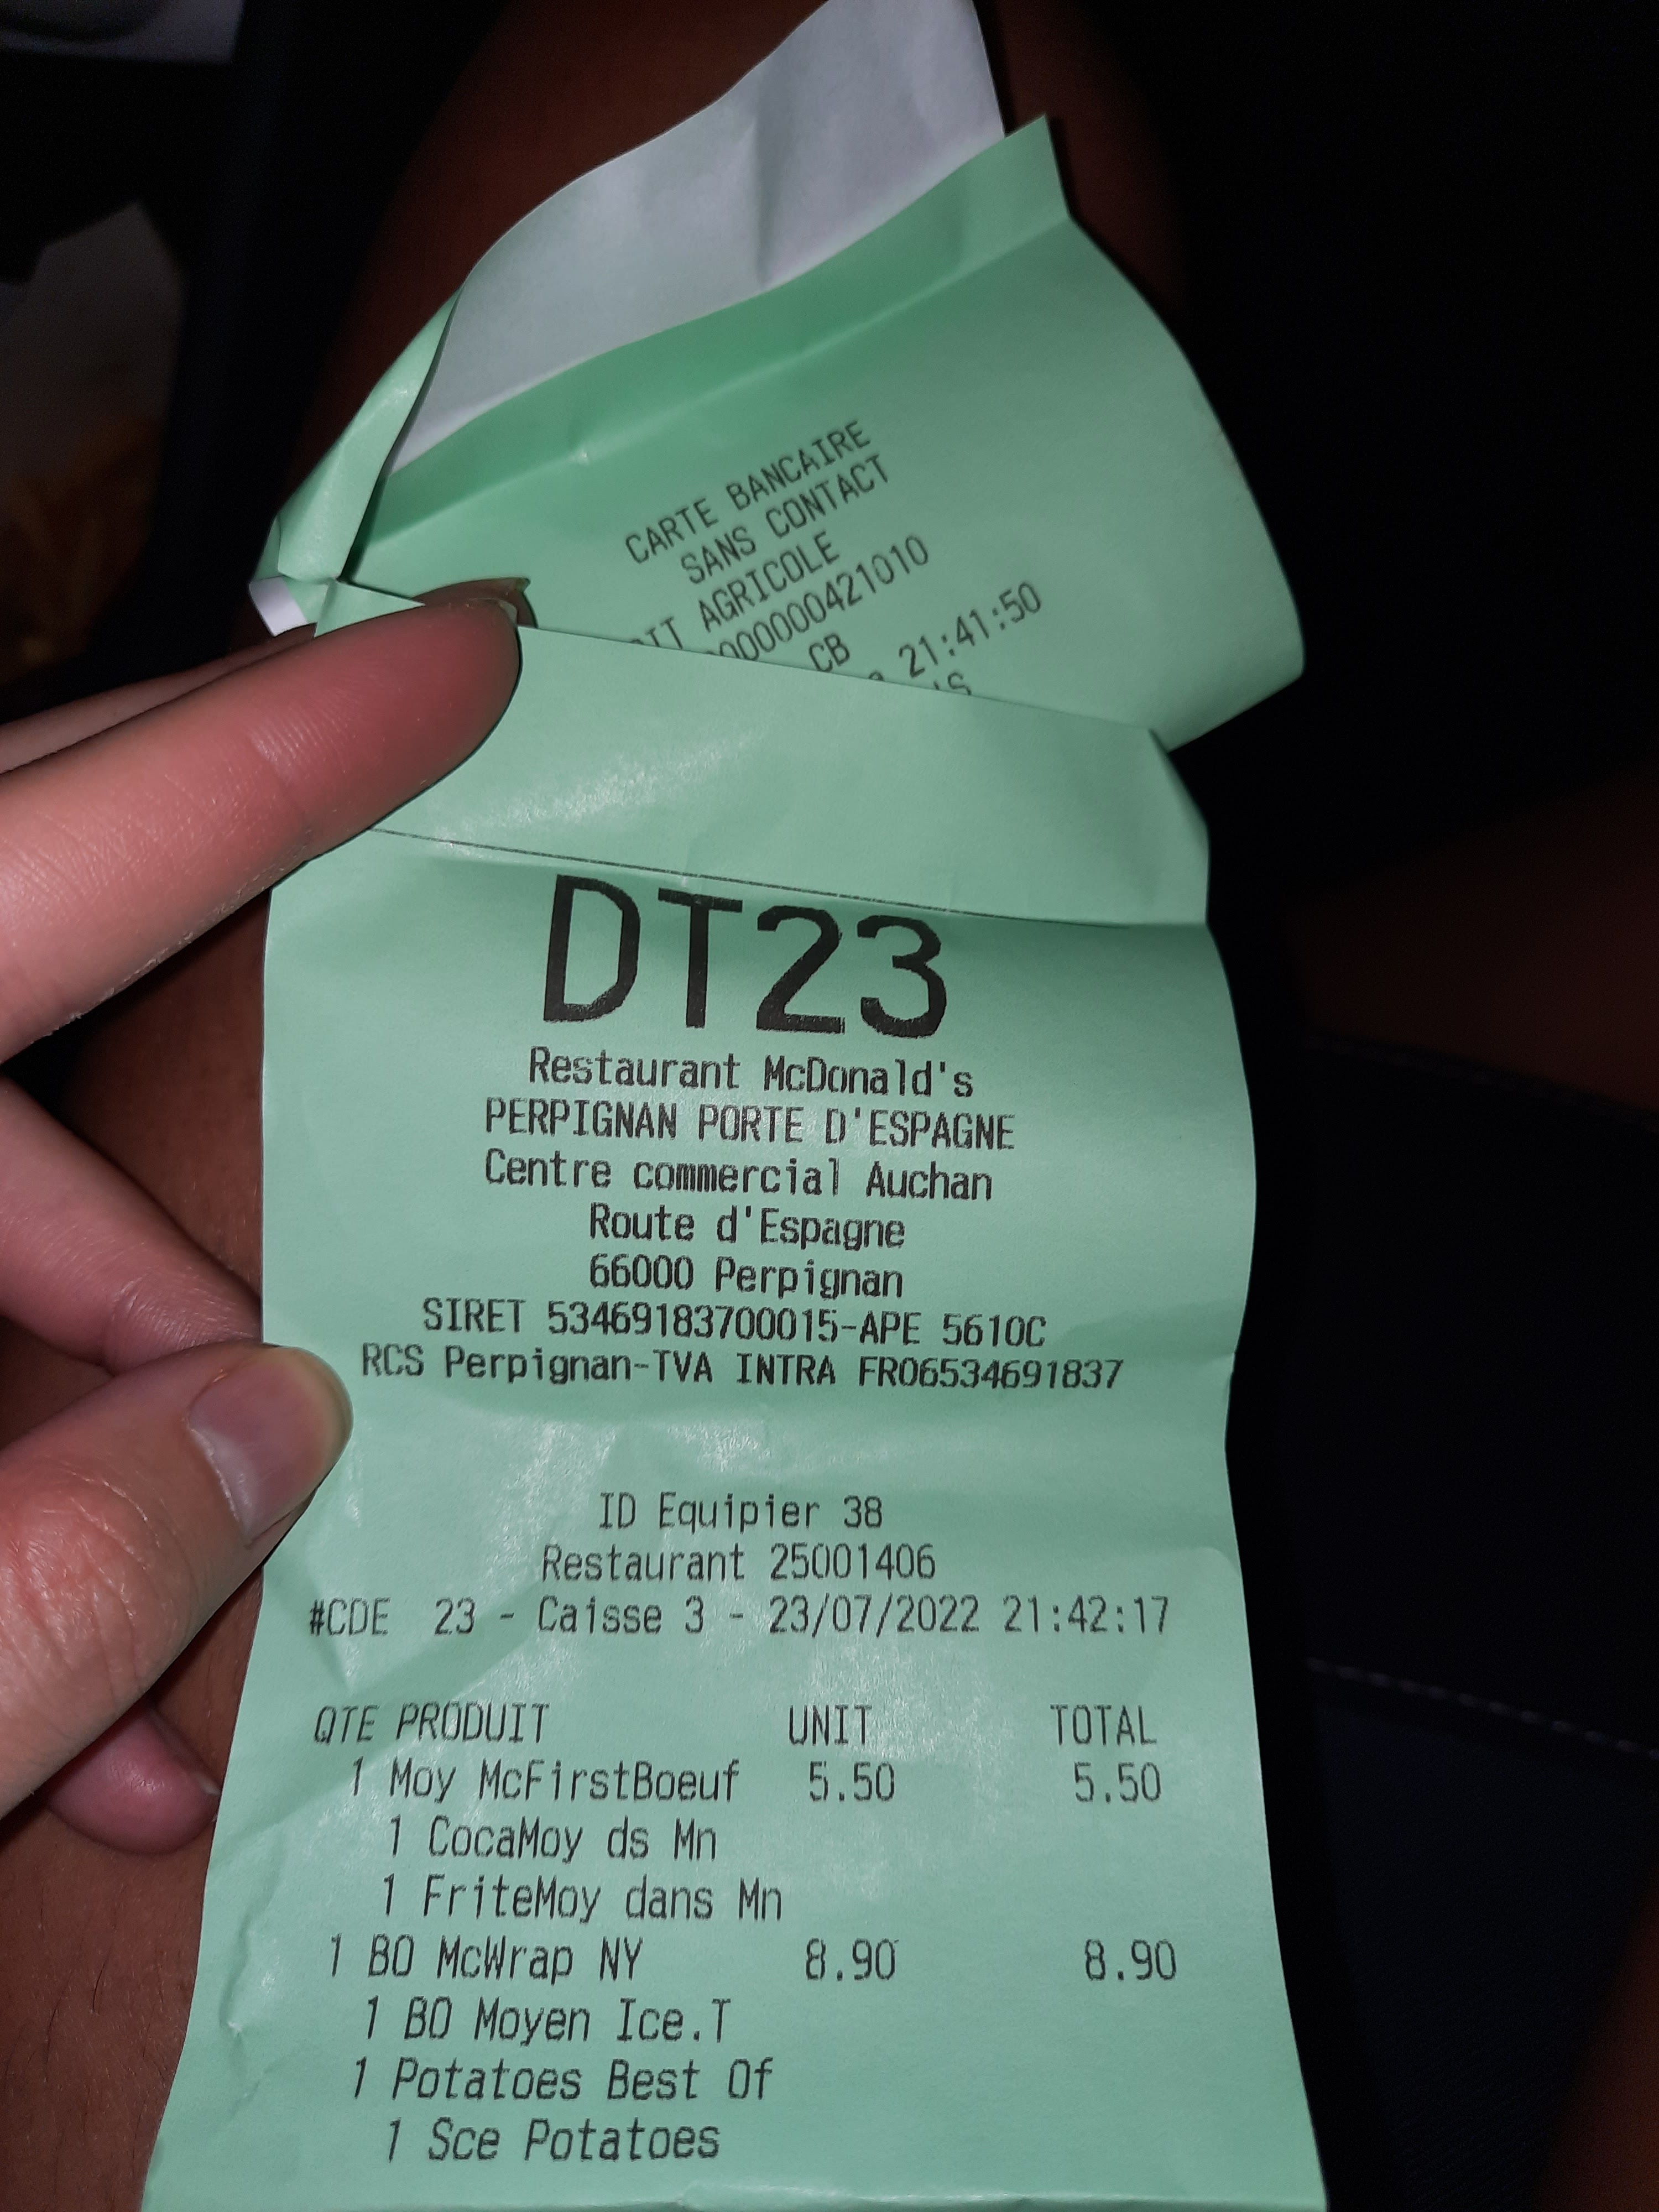 CARTE BANCAIRE
SANS CONTACT
AGRICOLE
CB
21:41:50
DT23
Restaurant McDonald's
PERPIGNAN PORTE D'ESPAGNE
Centre commercial Auchan
Route d'Espagne
66000 Perpignan
SIRET 53469183700015-APE 5610C
RCS Perpignan-TVA INTRA FR06534691837
ID Equipier 38
Restaurant 25001406
#CDE 23 - Caisse 3 - 23/07/2022 21:42:17
QTE PRODUIT UNIT TOTAL
1 Moy McFirstBoeuf 5.50 5.50
1 CocaMoy ds Mn
1 FriteMoy dans Mn
1 BO McWrap NY 8.90 8.90
1 BO Moyen Ice.T
1 Potatoes Best Of
1 Sce Potatoes